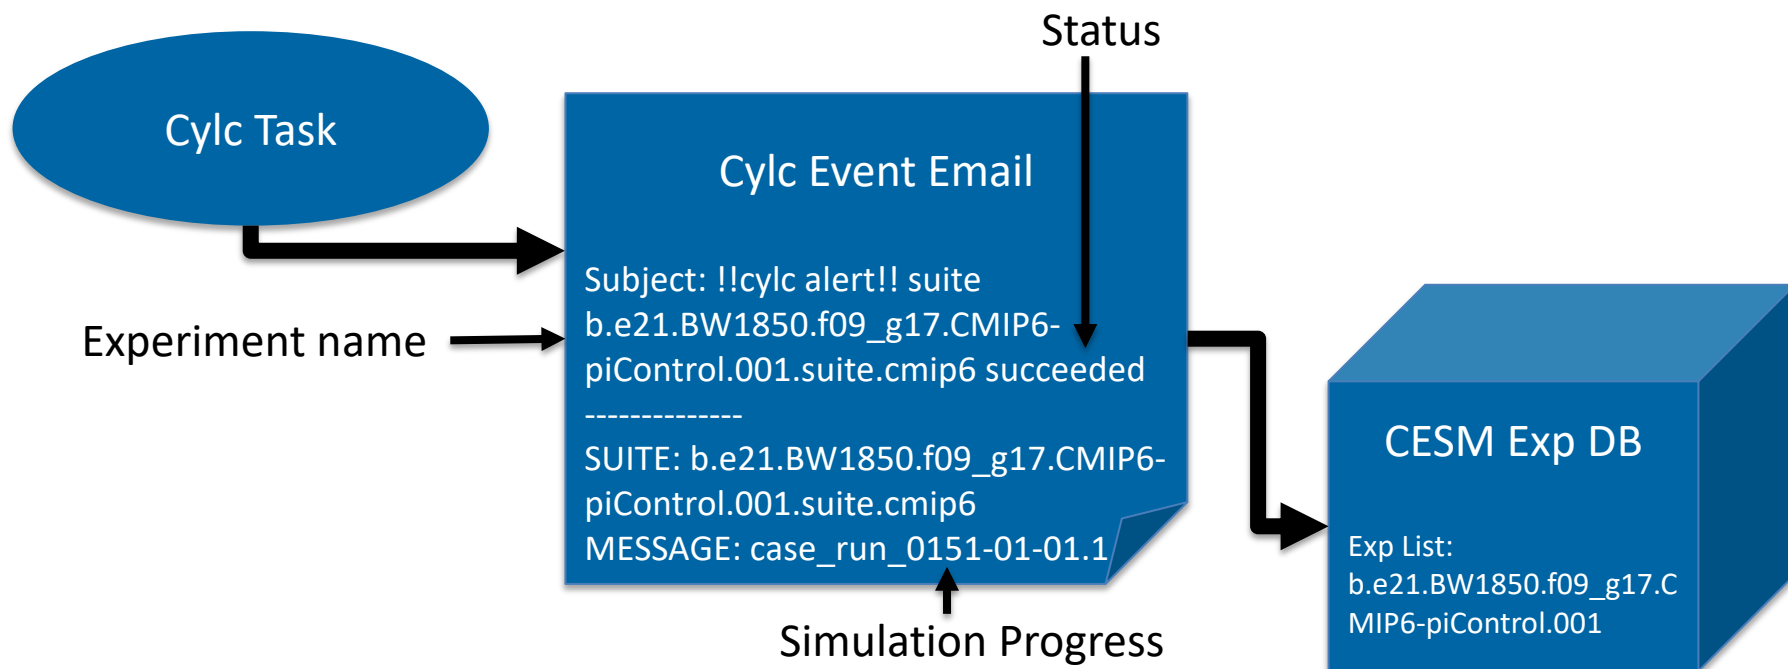 Status
Cylc Task
Cylc Event Email
Subject: !!cylc alert!! suite
b.e21.BW1850.f09_g17.CMIP6-
piControl.001.suite.cmip6 succeeded
--------------
SUITE: b.e21.BW1850.f09_g17.CMIP6-
piControl.001.suite.cmip6
MESSAGE: case_run_0151-01-01.1
Experiment name
Simulation Progress
CESM Exp DB
Exp List:
b.e21.BW1850.f09_g17.C
MIP6-piControl.001